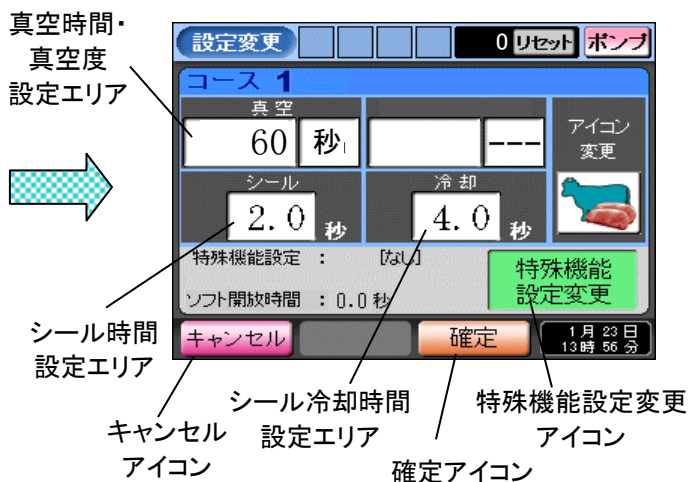 真空時間・
真空度
設定エリア
設定変更
0 リセット ポンプ
コース 1
真空
60 秒 ---
アイコン
変更
シール 冷却
2.0 秒 4.0 秒
特殊機能設定 : [なし]
ソフト開放時間 : 0.0秒
特殊機能
設定変更
キャンセル 確定
1月 23日
13時 56分
シール時間
設定エリア
シール冷却時間
設定エリア
特殊機能設定変更
アイコン
キャンセル
アイコン
確定アイコン